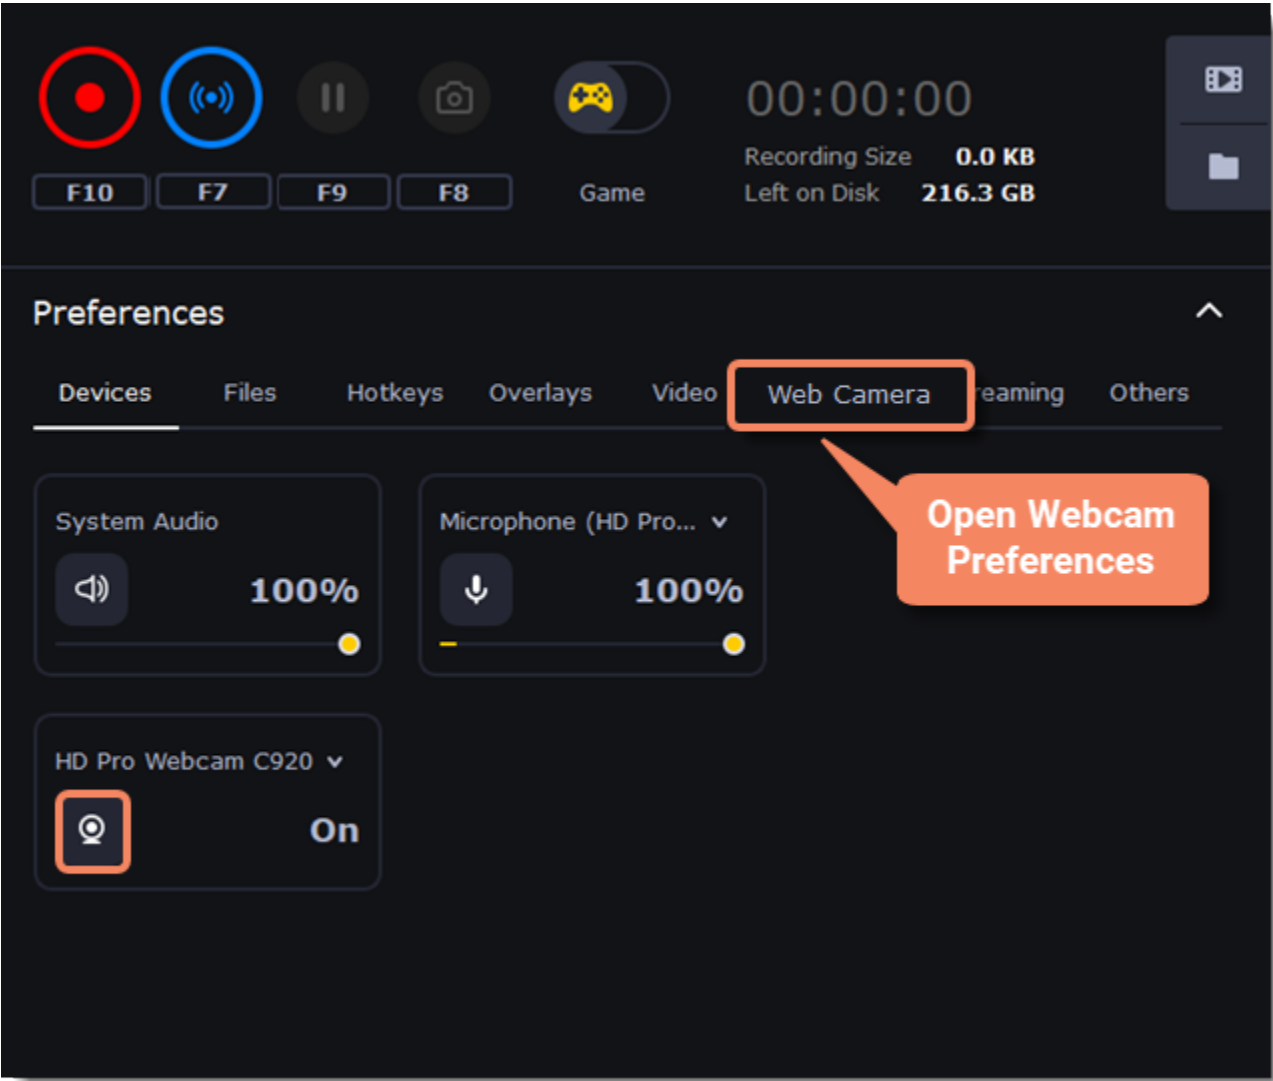 00:00:00
Recording Size 0.0 KB
F10 F7 F9 F8 Game Left on Disk 216.3 GB
Preferences
Devices Files Hotkeys Overlays Video Web Camera reaming Others
Open Webcam
Preferences
System Audio
100%
Microphone (HD Pro...
100%
HD Pro Webcam C920
On